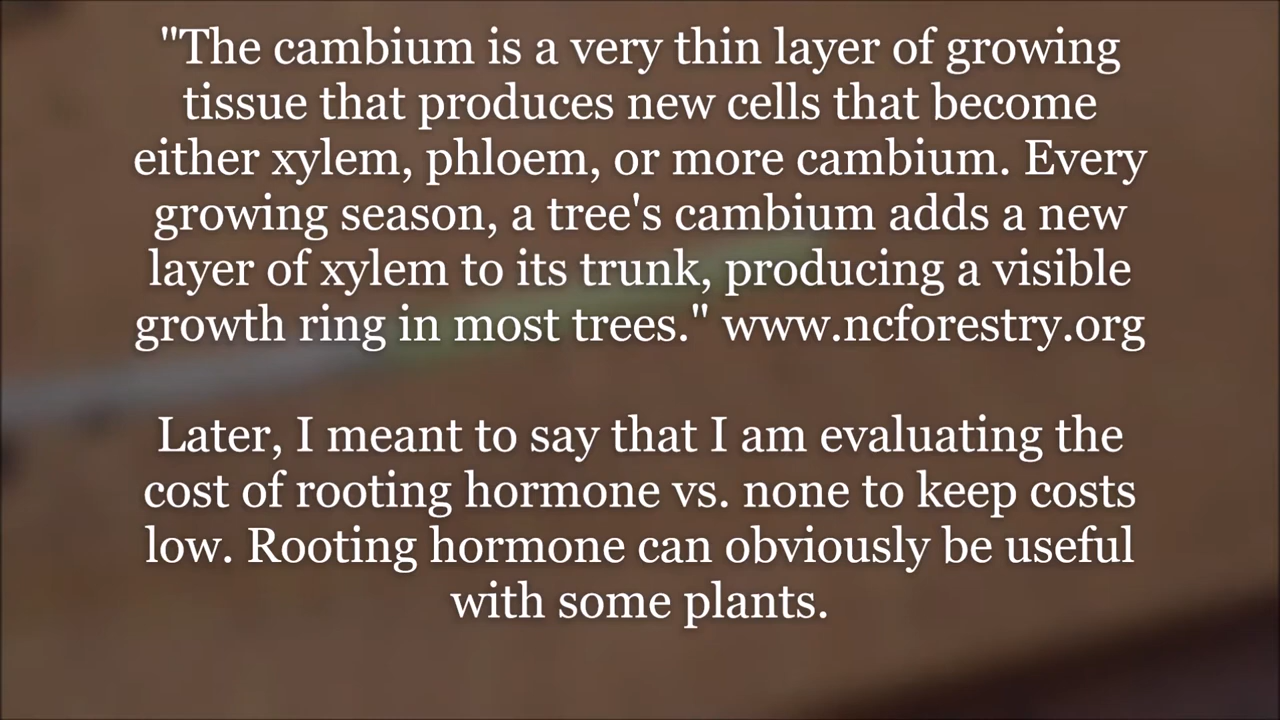 "The cambium is a very thin layer of growing
tissue that produces new cells that become
either xylem, phloem, or more cambium. Every
growing season, a tree's cambium adds a new
layer of xylem to its trunk, producing a visible
growth ring in most trees." www.ncforestry.org
Later, I meant to say that I am evaluating the
cost of rooting hormone vs. none to keep costs
low. Rooting hormone can obviously be useful
with some plants.